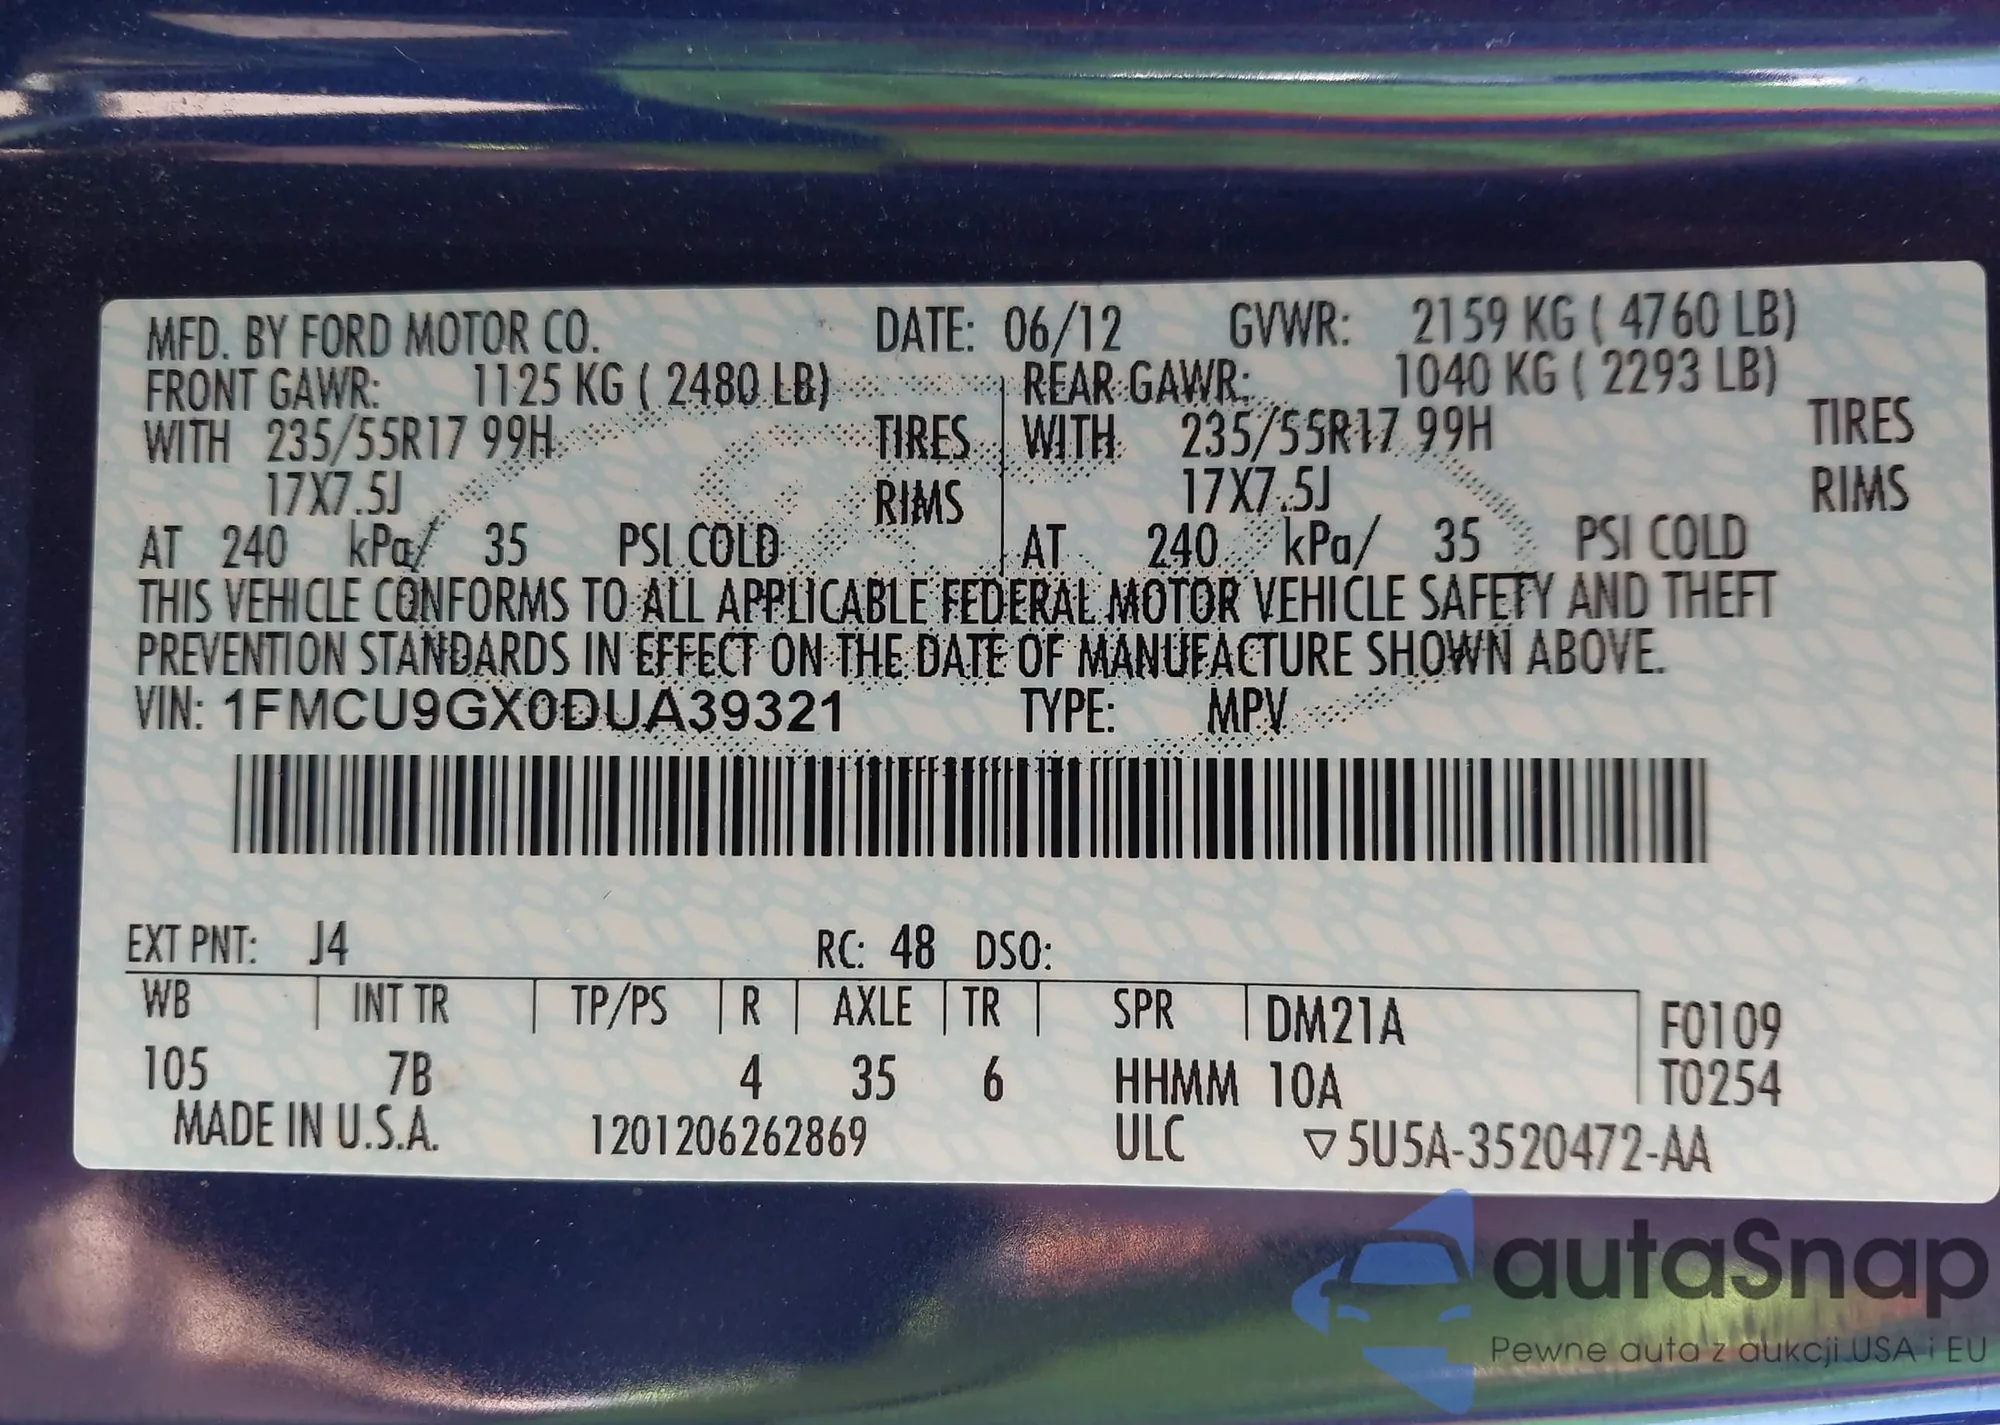 MFD. BY FORD MOTOR CO. DATE: 06/12 GVWR: 2159 KG ( 4760 LB)
FRONT GAWR: 1125 KG ( 2480 LB) REAR GAWR: 1040 KG ( 2293 LB)
WITH 235/55R17 99H TIRES WITH 235/55R17 99H TIRES
17X7.5J RIMS 17X7.5J RIMS
AT 240 kPa/ 35 PSI COLD AT 240 kPa/ 35 PSI COLD
THIS VEHICLE CONFORMS TO ALL APPLICABLE FEDERAL MOTOR VEHICLE SAFETY AND THEFT
PREVENTION STANDARDS IN EFFECT ON THE DATE OF MANUFACTURE SHOWN ABOVE.
VIN: 1FMCU9GX0DUA39321 TYPE: MPV
EXT PNT: J4 RC: 48 DSO:
WB INT TR TP/PS R AXLE TR SPR DM21A F0109
105 7B 4 35 6 HHMM 10A T0254
MADE IN U.S.A. 1201206262869 ULC ▽5U5A-3520472-AA
autaSnap
Pewne auta z aukcji USA i EU